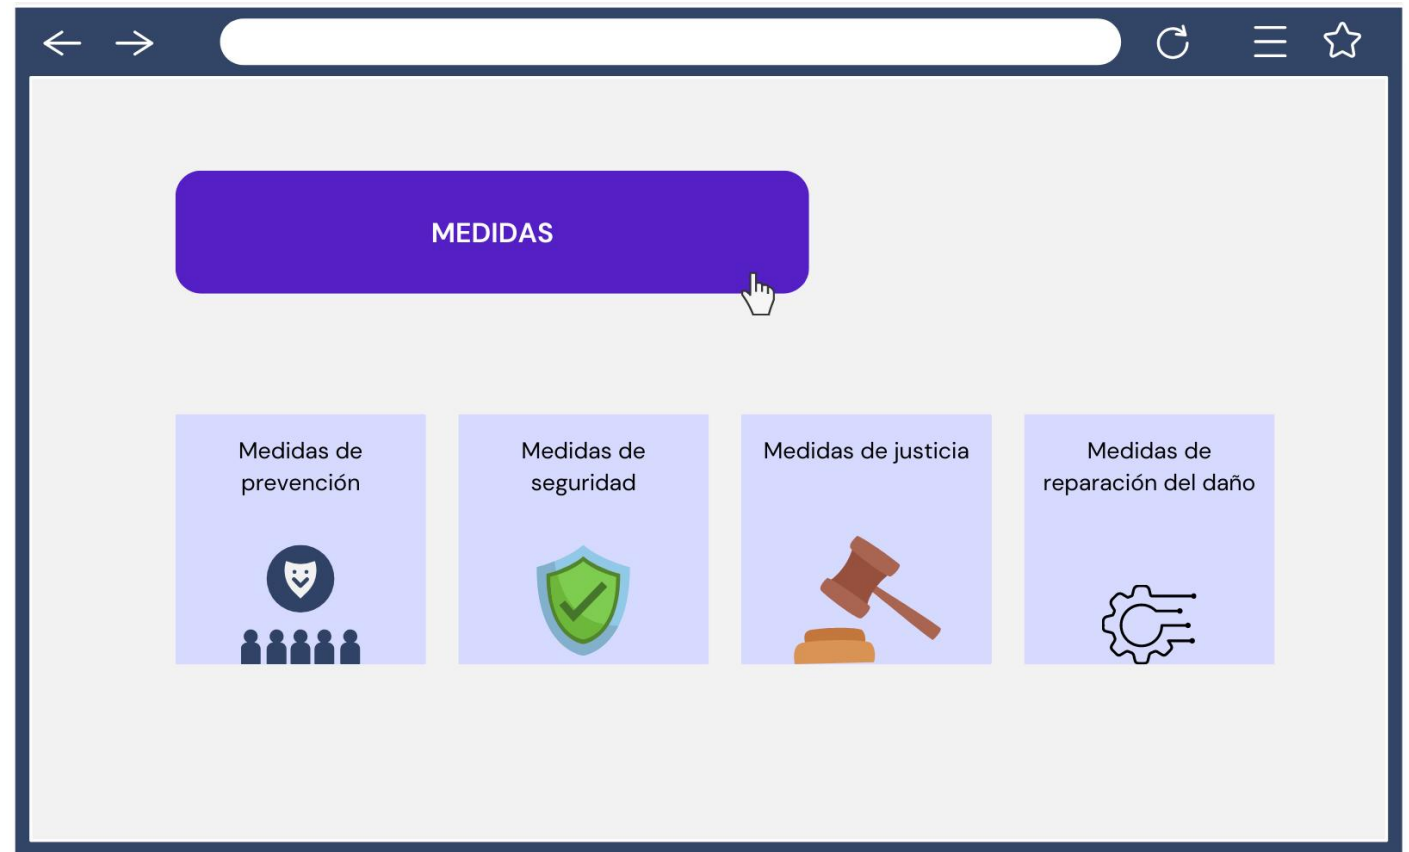 MEDIDAS
Medidas de
prevención
Medidas de
seguridad
Medidas de justicia
Medidas de
reparación del daño